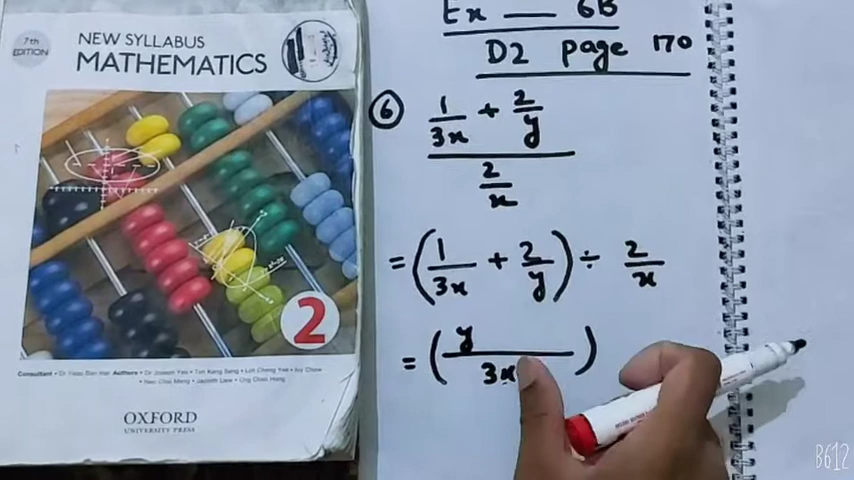 7th
EDITION
NEW SYLLABUS
MATHEMATICS
2
OXFORD
UNIVERSITY PRESS
Ex — 6B
D2 page 170
6
1/3x + 2/y
2/x
= (1/3x + 2/y) ÷ 2/x
= (y
3x
)
B612